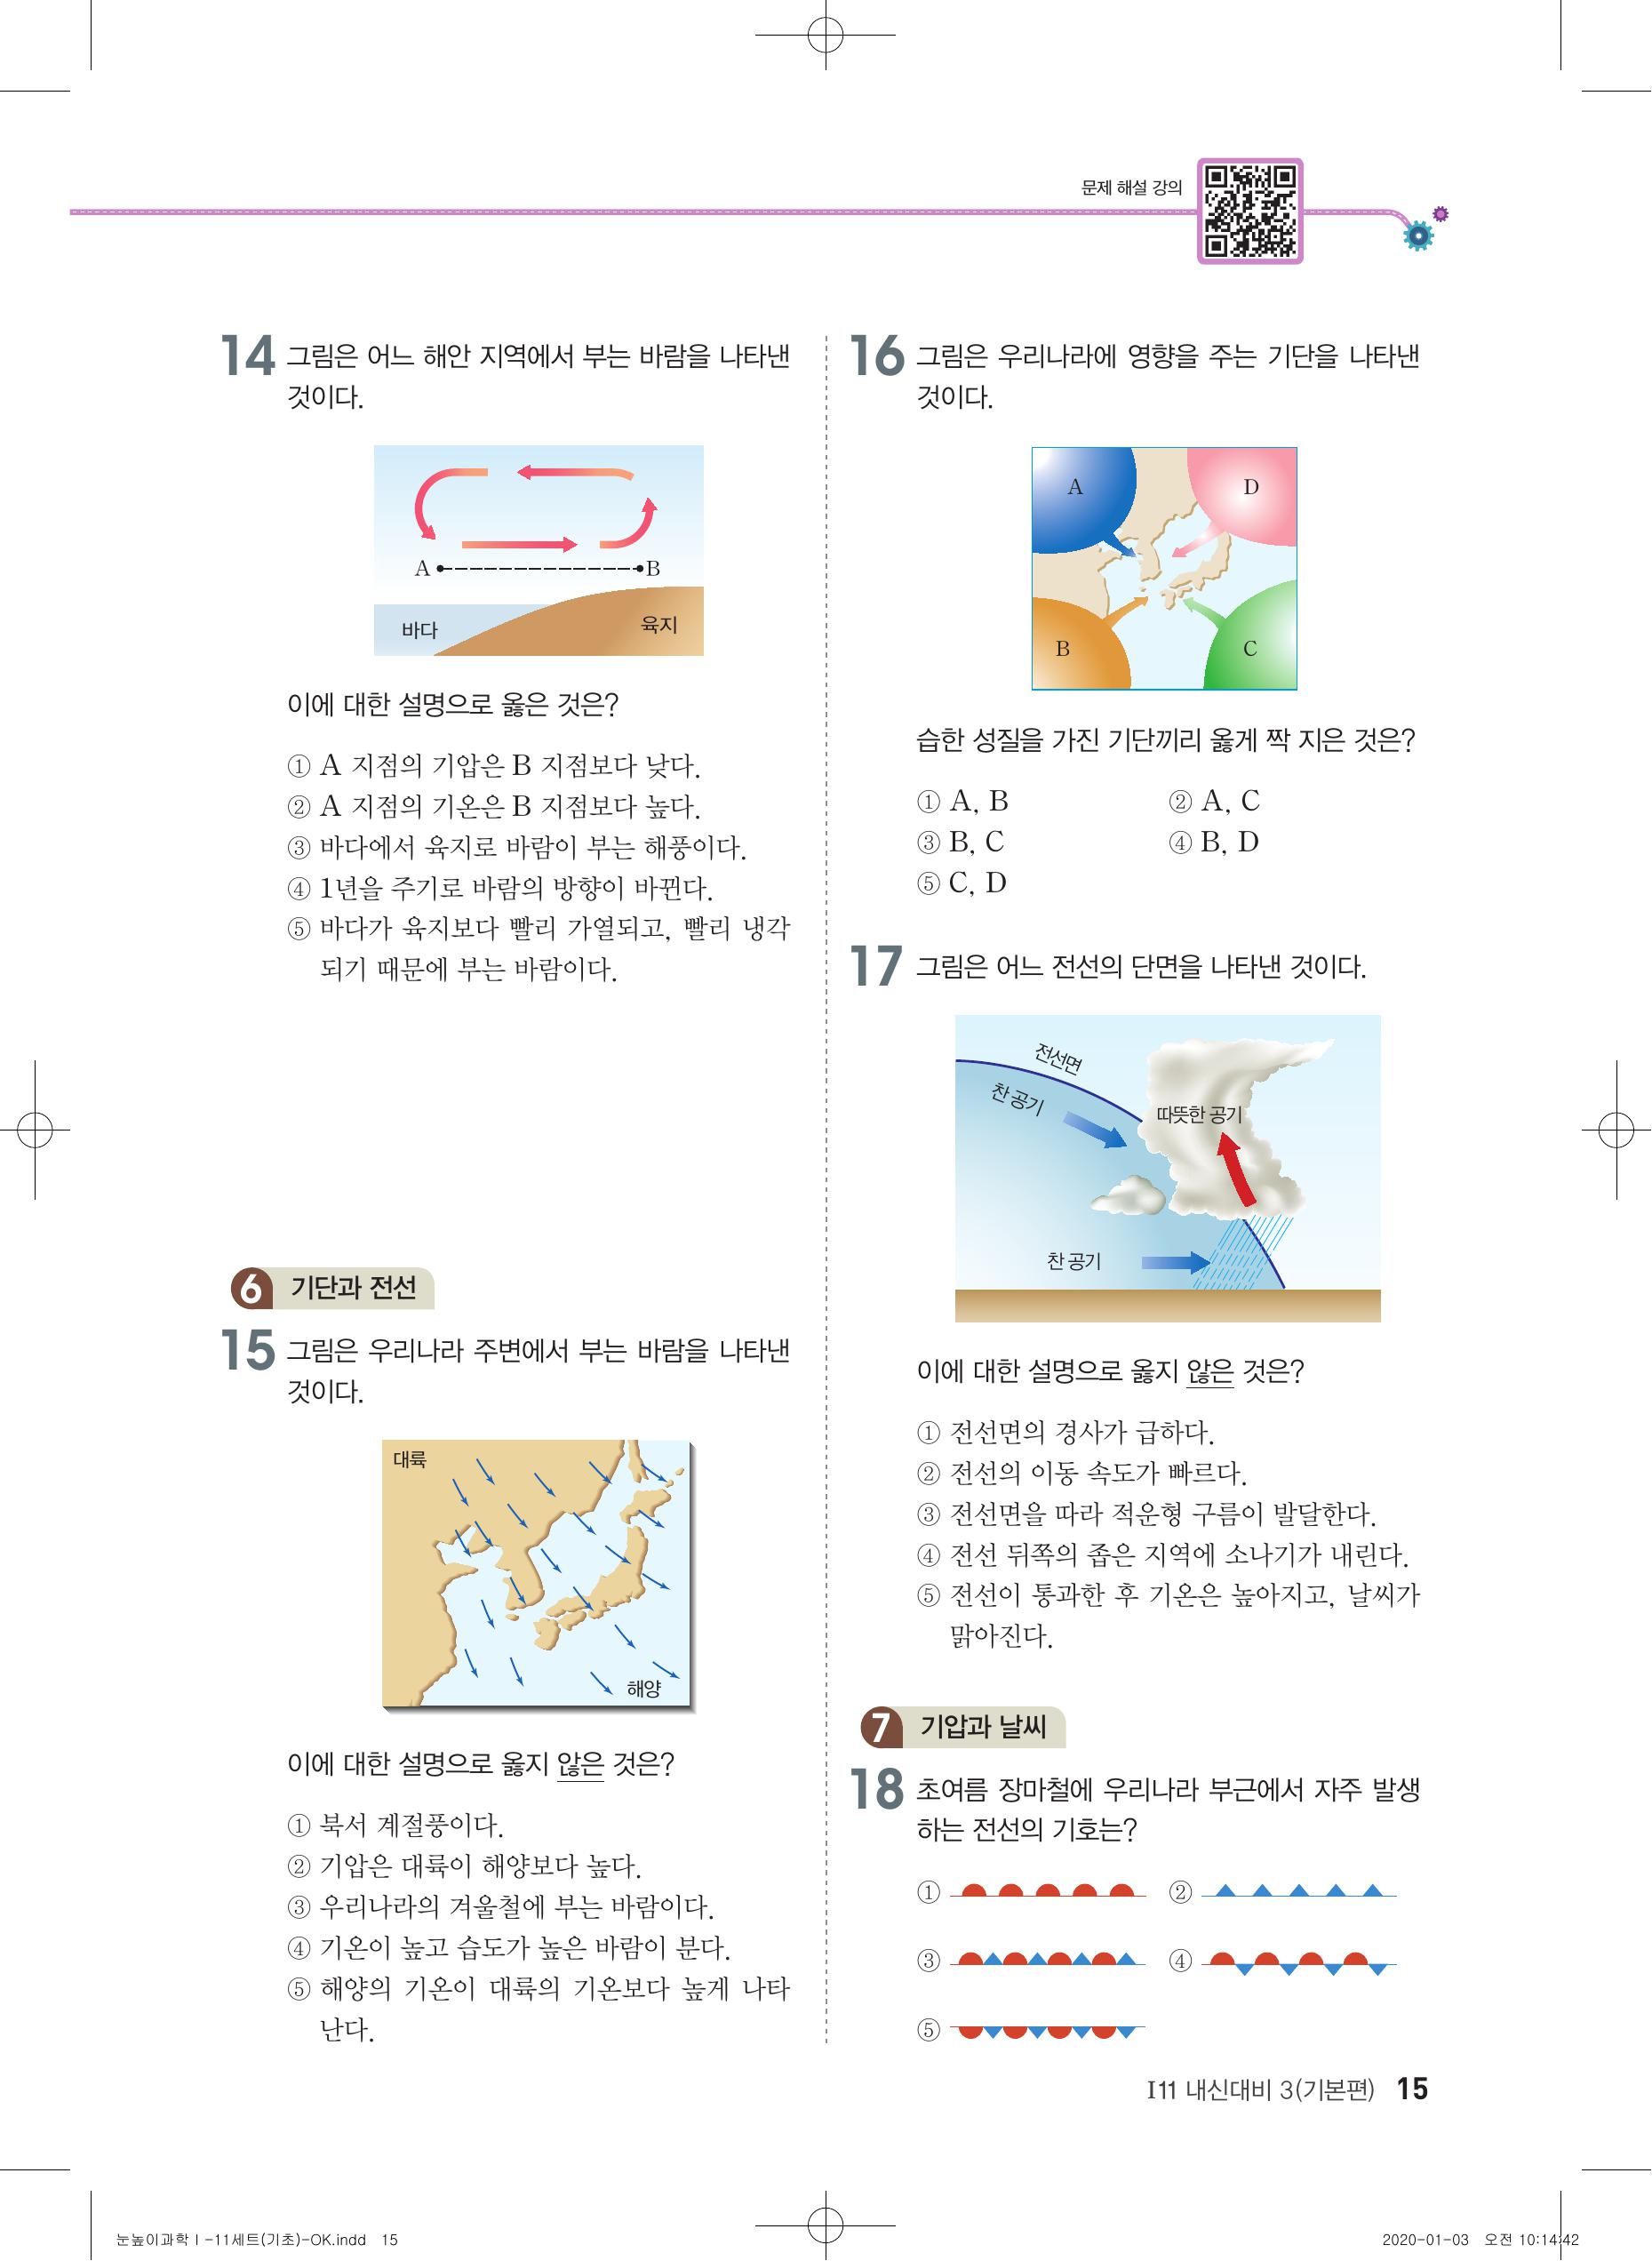 문제 해설 강의
14 그림은 어느 해안 지역에서 부는 바람을 나타낸
것이다.
A B
바다 육지
이에 대한 설명으로 옳은 것은?
① A 지점의 기압은 B 지점보다 낮다.
② A 지점의 기온은 B 지점보다 높다.
③ 바다에서 육지로 바람이 부는 해풍이다.
④ 1년을 주기로 바람의 방향이 바뀐다.
⑤ 바다가 육지보다 빨리 가열되고, 빨리 냉각
되기 때문에 부는 바람이다.
6 기단과 전선
15 그림은 우리나라 주변에서 부는 바람을 나타낸
것이다.
대륙
해양
이에 대한 설명으로 옳지 않은 것은?
① 북서 계절풍이다.
② 기압은 대륙이 해양보다 높다.
③ 우리나라의 겨울철에 부는 바람이다.
④ 기온이 높고 습도가 높은 바람이 분다.
⑤ 해양의 기온이 대륙의 기온보다 높게 나타
난다.
16 그림은 우리나라에 영향을 주는 기단을 나타낸
것이다.
A D
B C
습한 성질을 가진 기단끼리 옳게 짝 지은 것은?
① A, B ② A, C
③ B, C ④ B, D
⑤ C, D
17 그림은 어느 전선의 단면을 나타낸 것이다.
전선면
찬 공기
따뜻한 공기
찬 공기
이에 대한 설명으로 옳지 않은 것은?
① 전선면의 경사가 급하다.
② 전선의 이동 속도가 빠르다.
③ 전선면을 따라 적운형 구름이 발달한다.
④ 전선 뒤쪽의 좁은 지역에 소나기가 내린다.
⑤ 전선이 통과한 후 기온은 높아지고, 날씨가
맑아진다.
7 기압과 날씨
18 초여름 장마철에 우리나라 부근에서 자주 발생
하는 전선의 기호는?
① ②
③ ④
⑤
I11 내신대비 3(기본편) 15
눈높이과학Ⅰ-11세트(기초)-OK.indd 15 2020-01-03 오전 10:14:42